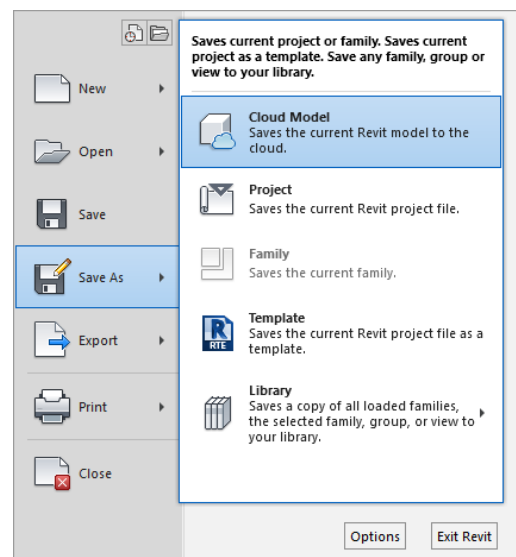 Saves current project or family. Saves current
project as a template. Save any family, group or
view to your library.
New
Open
Save
Save As
Export
Print
Close
Cloud Model
Saves the current Revit model to the
cloud.
Project
Saves the current Revit project file.
Family
Saves the current family.
R
RTE
Template
Saves the current Revit project file as a
template.
Library
Saves a copy of all loaded families,
the selected family, group, or view to
your library.
Options
Exit Revit